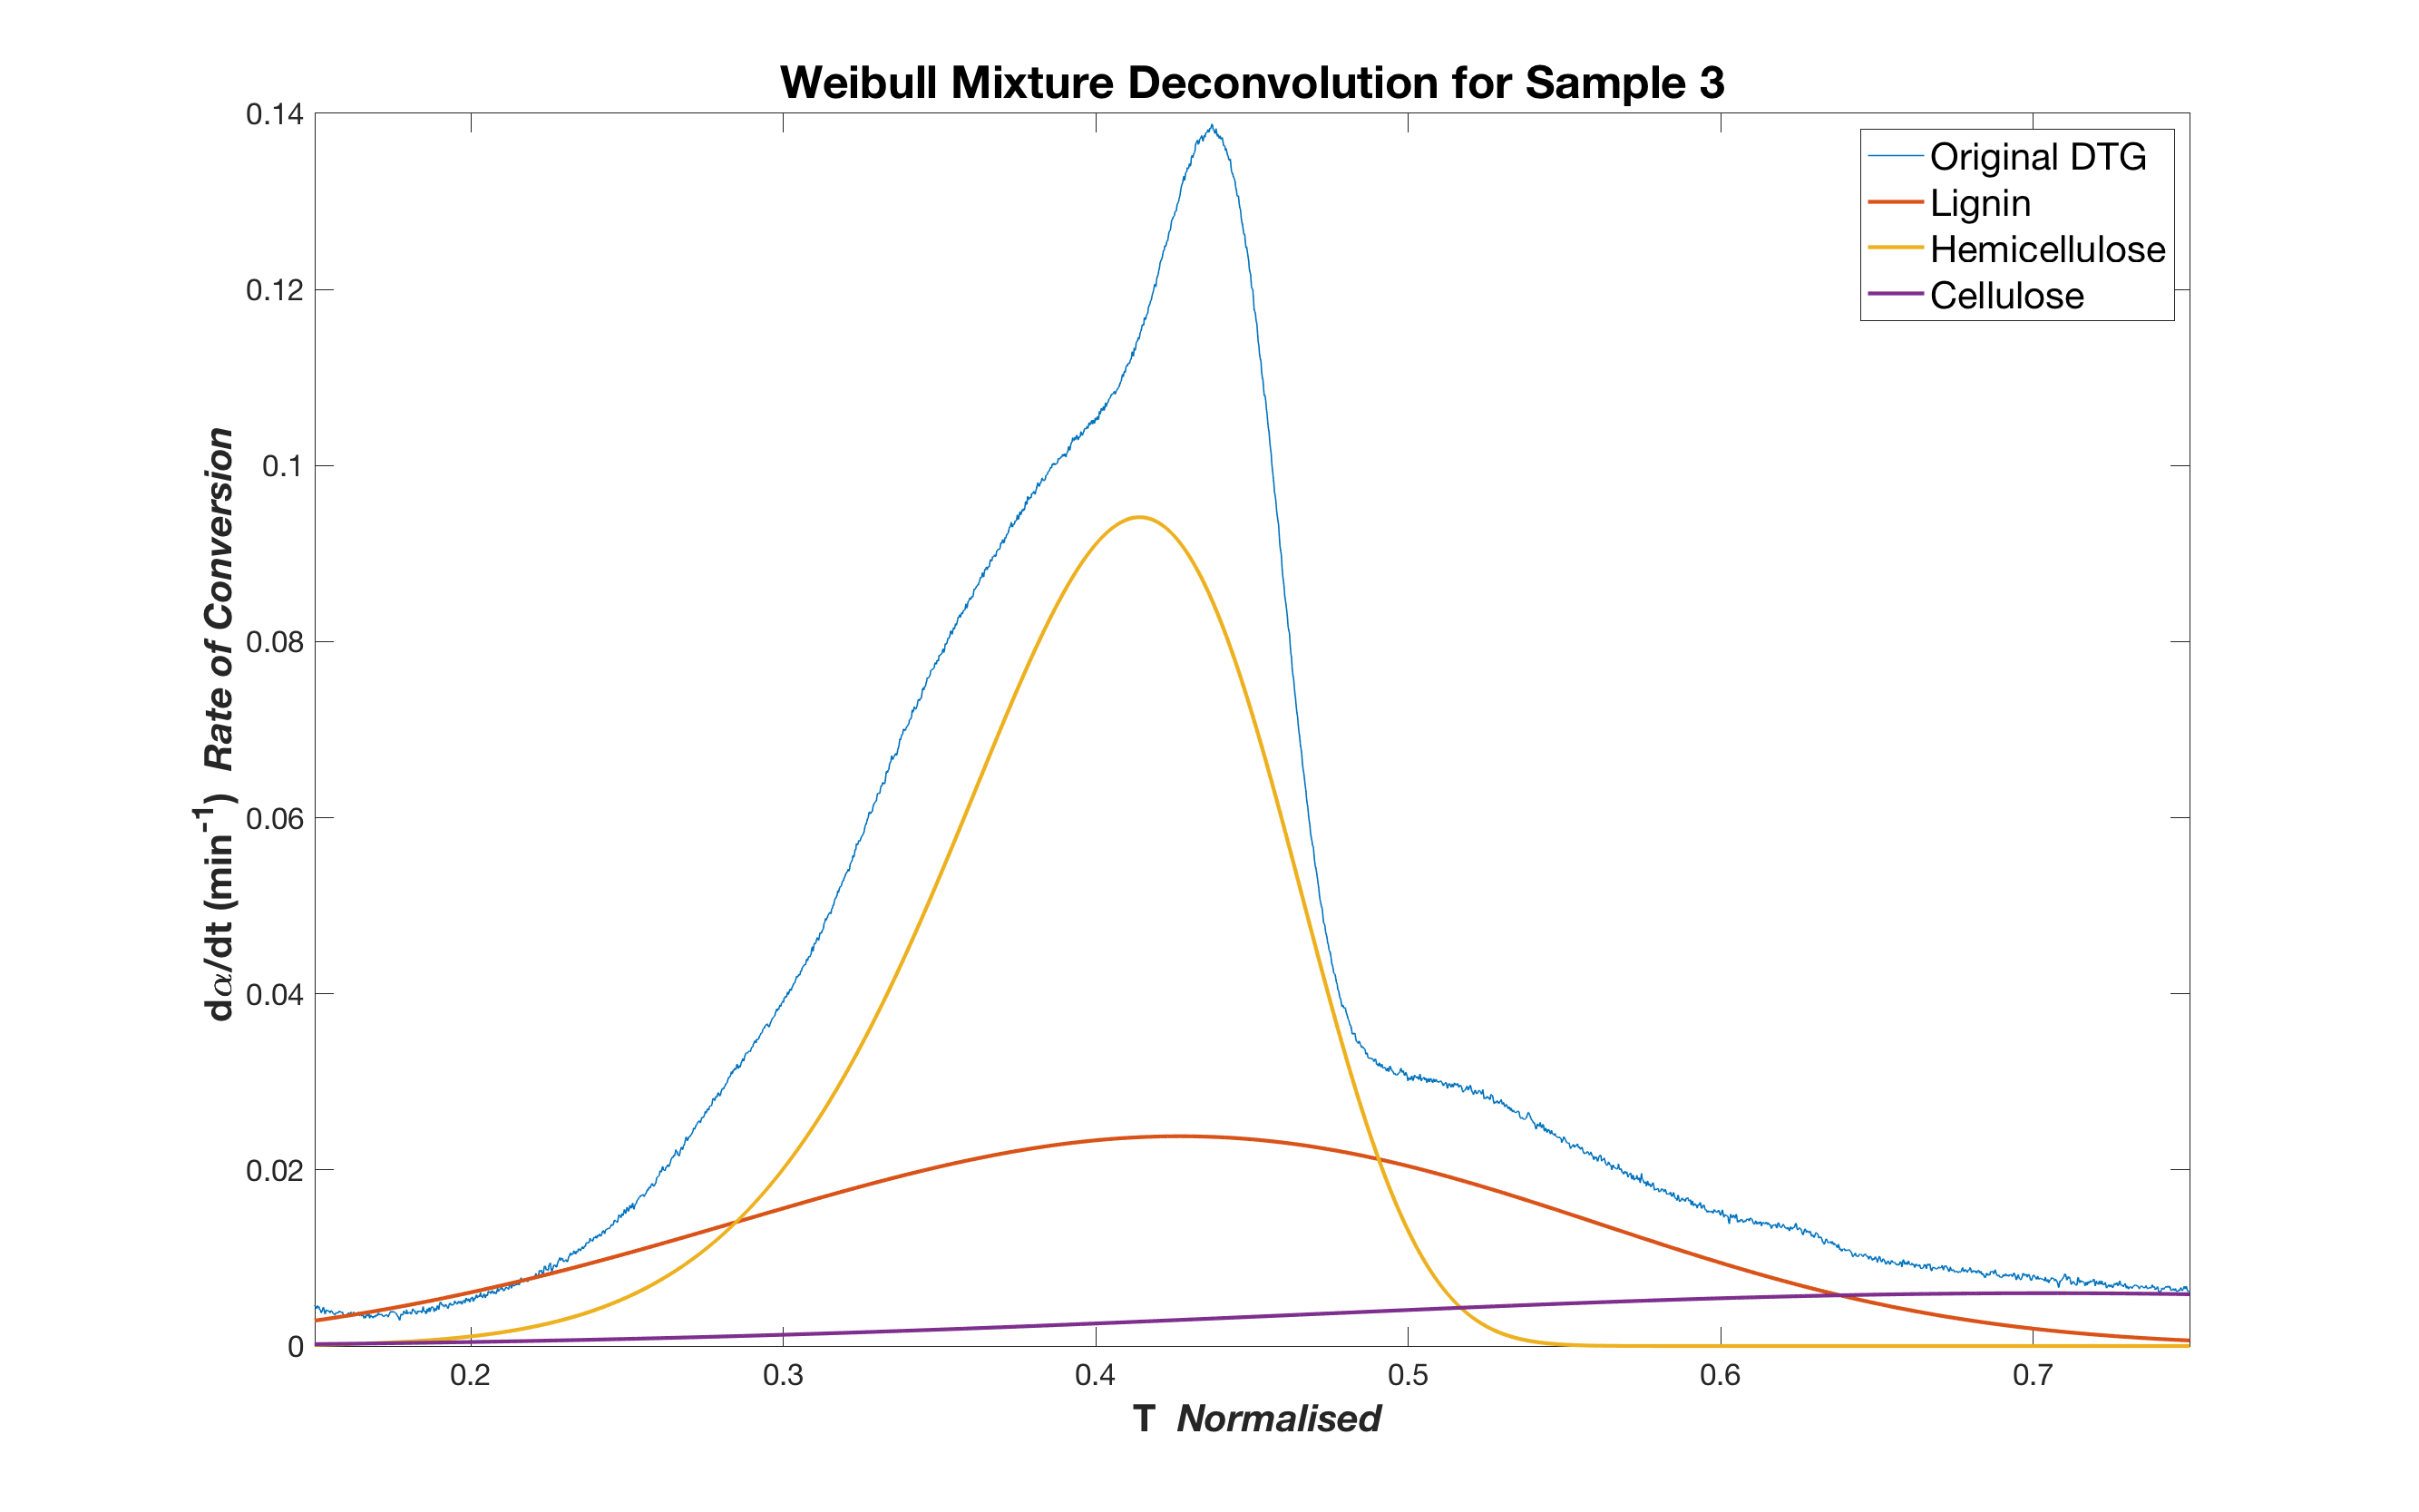 Weibull Mixture Deconvolution for Sample 3
Original DTG
Lignin
Hemicellulose
Cellulose
dα/dt (min⁻¹) Rate of Conversion
0.14
0.12
0.1
0.08
0.06
0.04
0.02
0
0.2 0.3 0.4 0.5 0.6 0.7
T Normalised